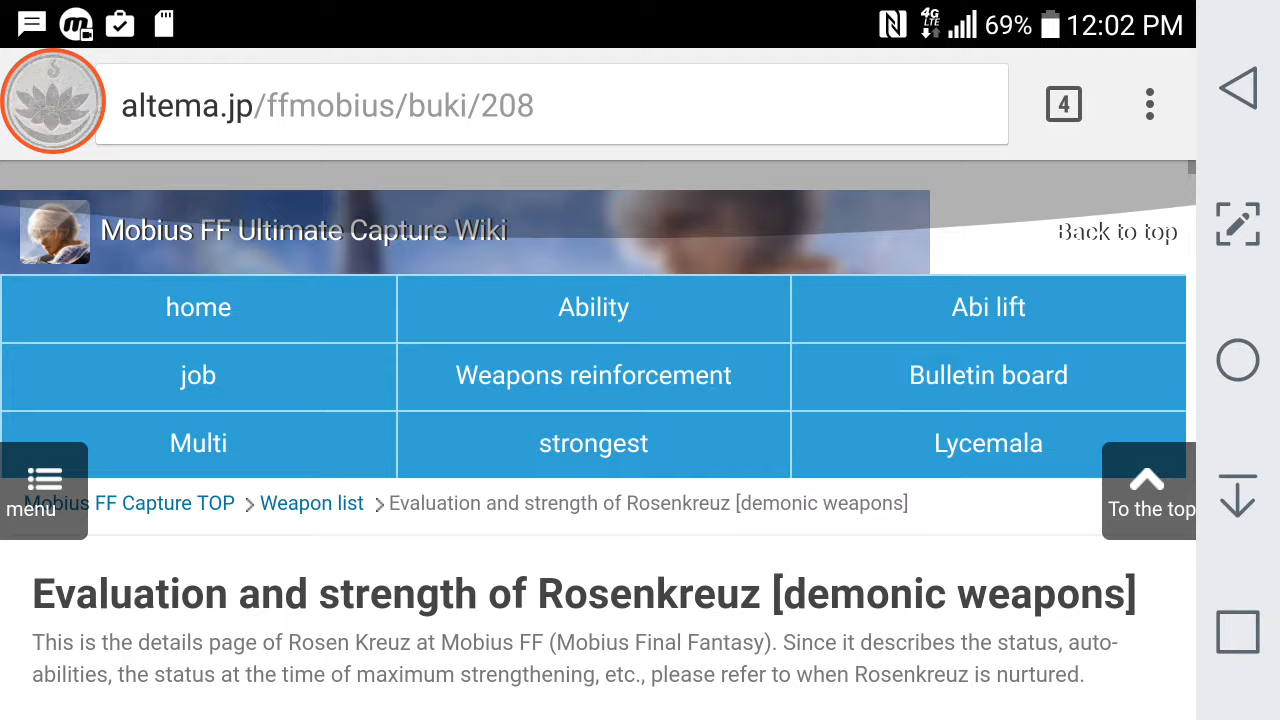 4G
LTE
69%
12:02 PM
altema.jp/ffmobius/buki/208
4
Mobius FF Ultimate Capture Wiki
Back to top
home
Ability
Abi lift
job
Weapons reinforcement
Bulletin board
Multi
strongest
Lycemala
menu
To the top
Mobius FF Capture TOP
Weapon list
Evaluation and strength of Rosenkreuz [demonic weapons]
Evaluation and strength of Rosenkreuz [demonic weapons]
This is the details page of Rosen Kreuz at Mobius FF (Mobius Final Fantasy). Since it describes the status, auto-
abilities, the status at the time of maximum strengthening, etc., please refer to when Rosenkreuz is nurtured.